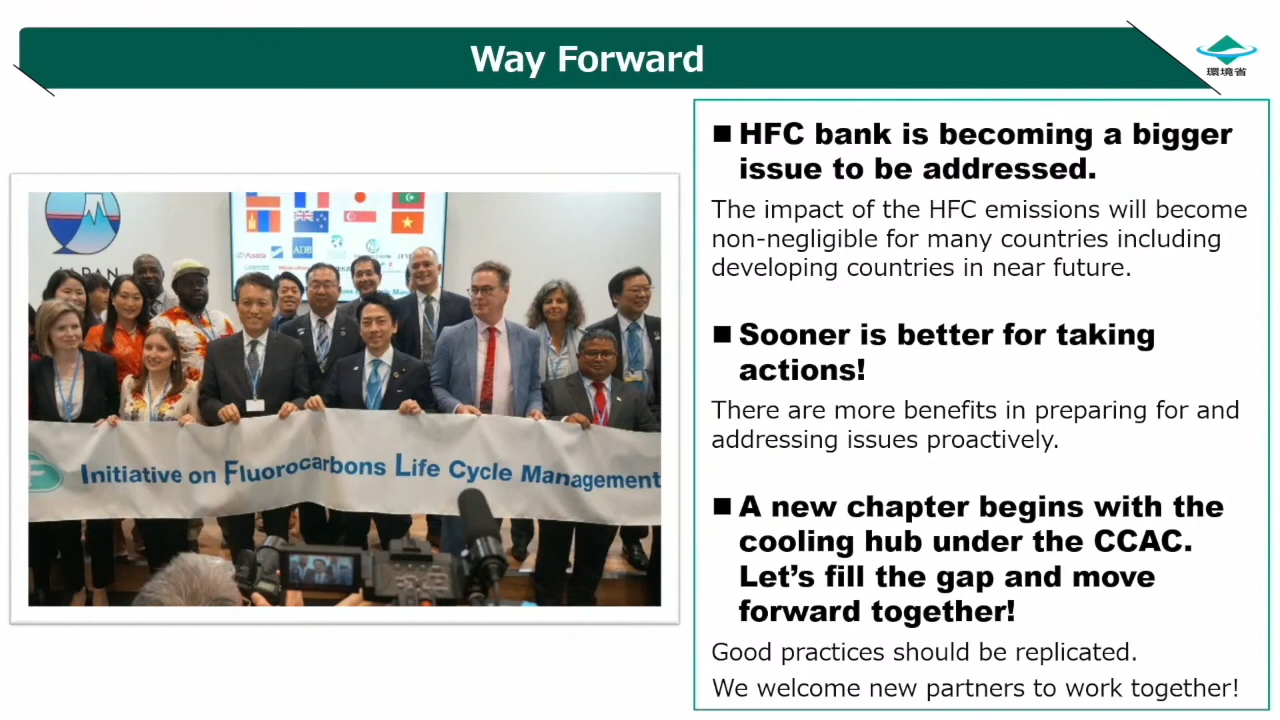 Way Forward
環境省
JAPAN
ADB
Initiative on Fluorocarbons Life Cycle Management
■ HFC bank is becoming a bigger
issue to be addressed.
The impact of the HFC emissions will become
non-negligible for many countries including
developing countries in near future.
■ Sooner is better for taking
actions!
There are more benefits in preparing for and
addressing issues proactively.
■ A new chapter begins with the
cooling hub under the CCAC.
Let's fill the gap and move
forward together!
Good practices should be replicated.
We welcome new partners to work together!